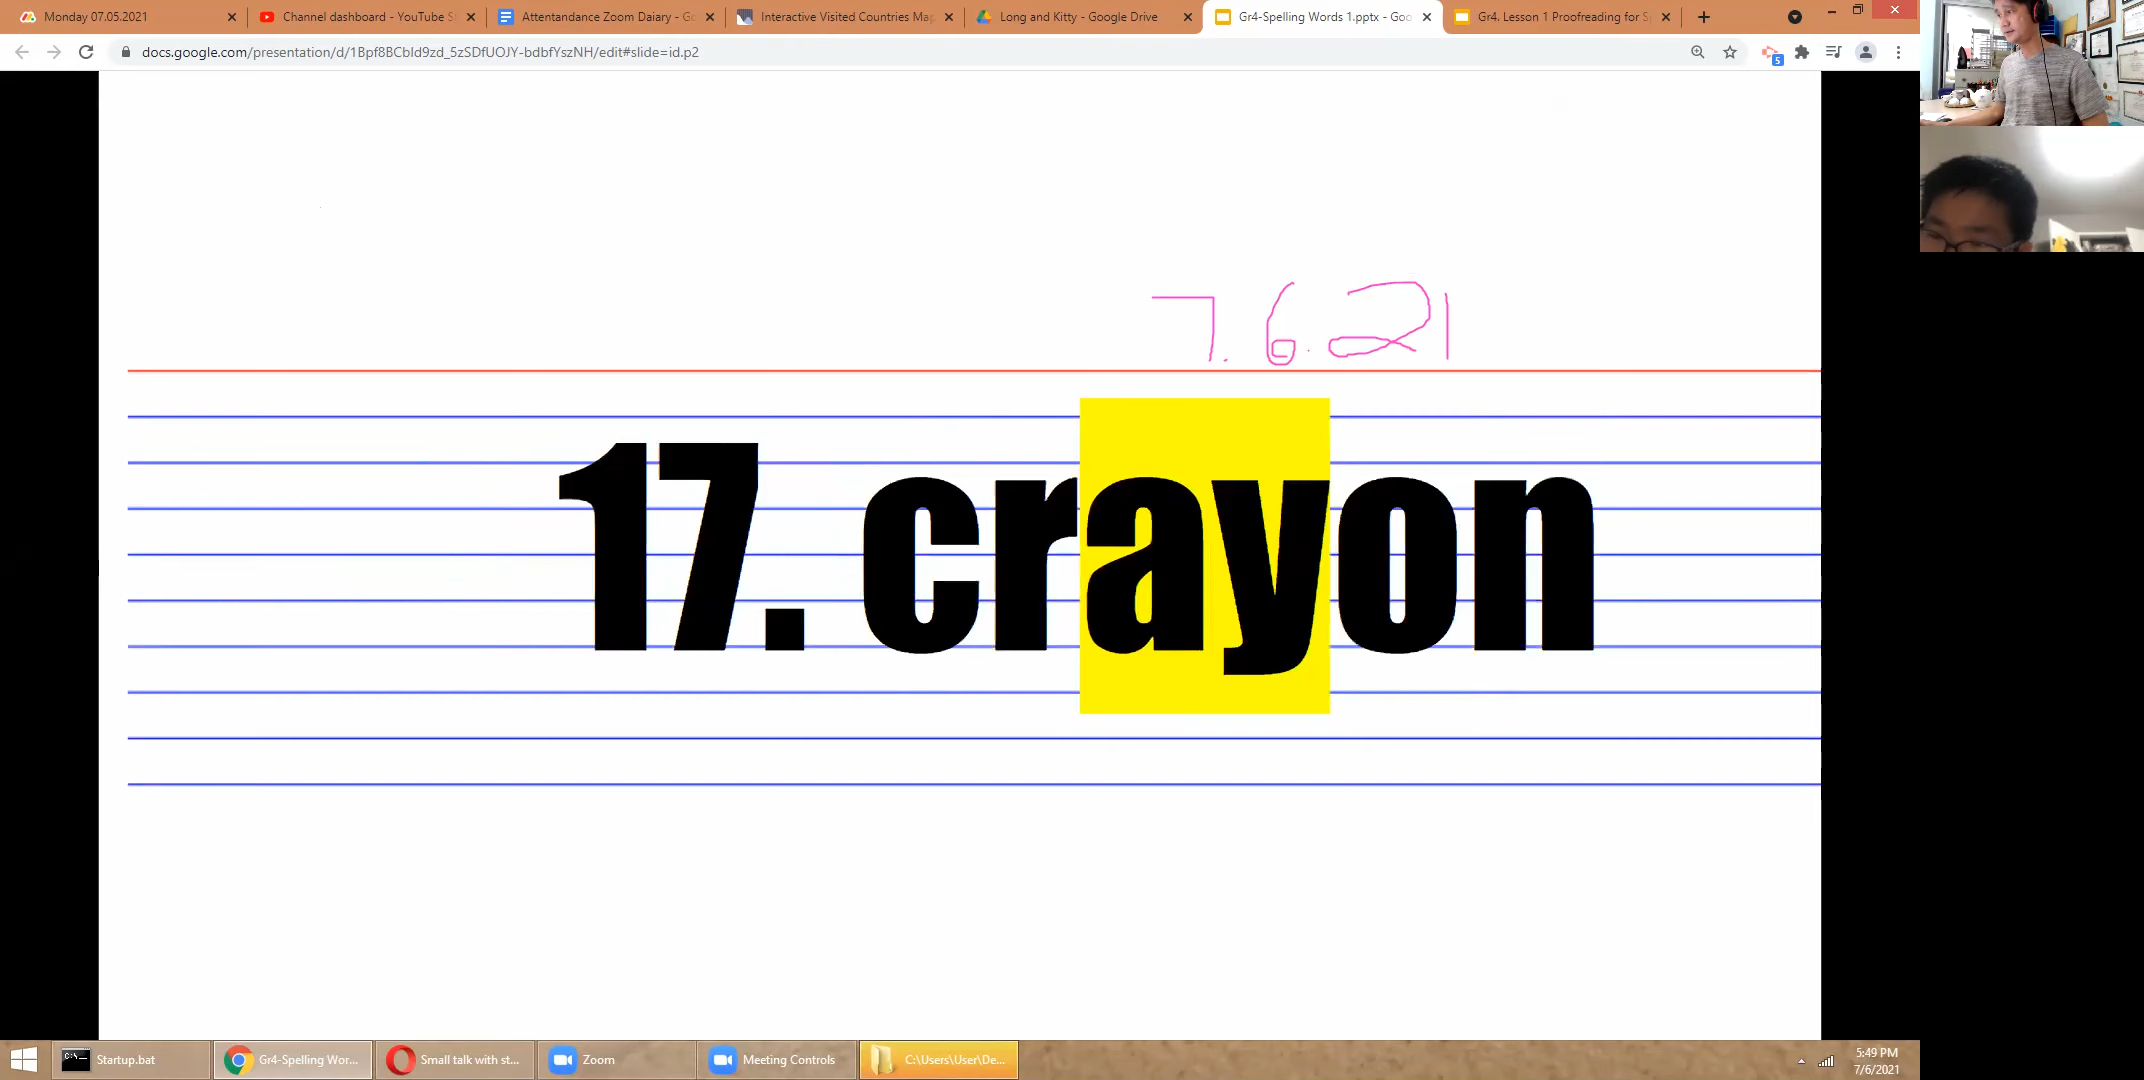 Monday 07.05.2021
Channel dashboard - YouTube S
Attentandance Zoom Daiary - Go
Interactive Visited Countries Map
Long and Kitty - Google Drive
Gr4-Spelling Words 1.pptx - Goo
Gr4. Lesson 1 Proofreading for S
docs.google.com/presentation/d/1Bpf8BCbId9zd_5zSDfUOJY-bdbfYszNH/edit#slide=id.p2
5
7.6.21
17. crayon
Startup.bat
Gr4-Spelling Wor...
Small talk with st...
Zoom
Meeting Controls
C:\Users\User\De...
5:49 PM
7/6/2021